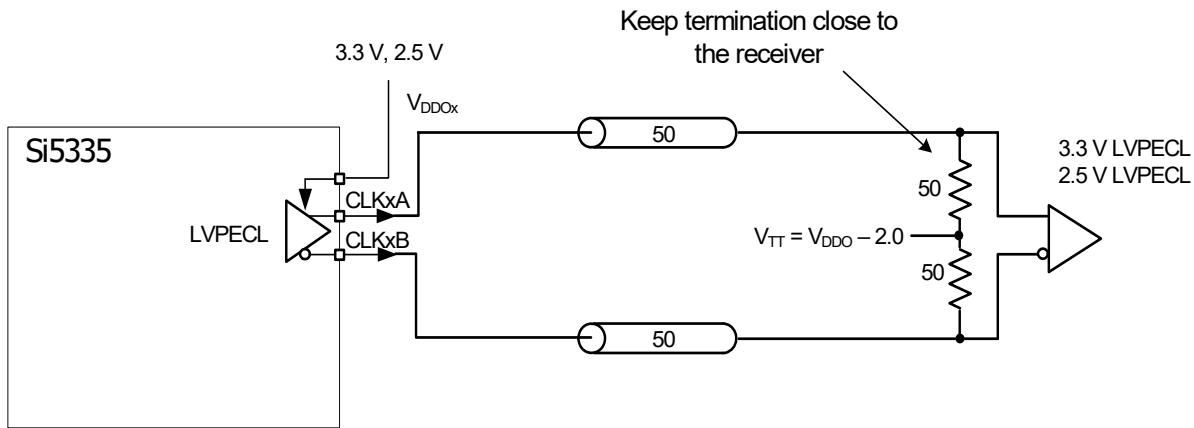 Keep termination close to
the receiver
3.3 V, 2.5 V
VDDOx
50
Si5335
3.3 V LVPECL
2.5 V LVPECL
50
CLKxA
LVPECL
VTT = VDDO – 2.0
CLKxB
50
50